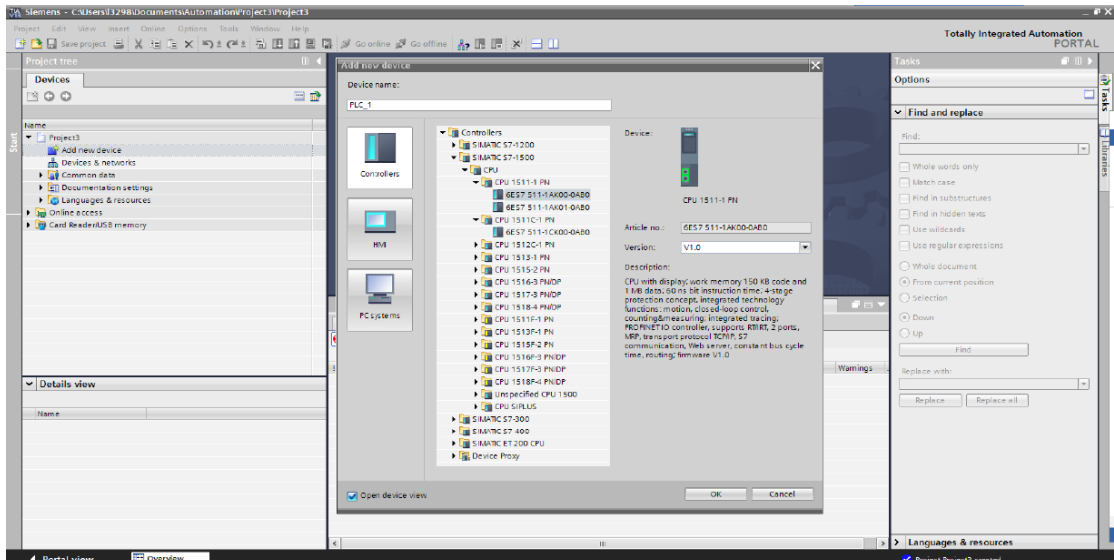 Siemens - C:\Users\13298\Documents\Automation\Project3\Project3
Project Edit View Insert Online Options Tools Window Help
Save project
Go online
Go offline
Totally Integrated Automation
PORTAL
Project tree
Devices
Name
Project3
Add new device
Devices & networks
Common data
Documentation settings
Languages & resources
Online access
Card Reader/USB memory
Details view
Name
Start
Add new device
Device name:
PLC_1
Controllers
HMI
PC systems
Controllers
SIMATIC S7-1200
SIMATIC S7-1500
CPU
CPU 1511-1 PN
6ES7 511-1AK00-0AB0
6ES7 511-1AK01-0AB0
CPU 1511C-1 PN
6ES7 511-1CK00-0AB0
CPU 1512C-1 PN
CPU 1513-1 PN
CPU 1515-2 PN
CPU 1516-3 PN/DP
CPU 1517-3 PN/DP
CPU 1518-4 PN/DP
CPU 1511F-1 PN
CPU 1513F-1 PN
CPU 1515F-2 PN
CPU 1516F-3 PN/DP
CPU 1517F-3 PN/DP
CPU 1518F-4 PN/DP
Unspecified CPU 1500
CPU SIPLUS
SIMATIC S7-300
SIMATIC S7-400
SIMATIC ET 200 CPU
Device Proxy
Device:
CPU 1511-1 PN
Article no.: 6ES7 511-1AK00-0AB0
Version: V1.0
Description:
CPU with display; work memory 150 KB code and
1 MB data; 60 ns bit instruction time; 4-stage
protection concept, integrated technology
functions: motion, closed-loop control,
counting&measuring; integrated tracing;
PROFINET IO controller, supports RT/IRT, 2 ports,
MRP, transport protocol TCP/IP, S7
communication, Web server, constant bus cycle
time, routing; firmware V1.0
Open device view
OK
Cancel
Warnings
Tasks
Options
Find and replace
Find:
Whole words only
Match case
Find in substructures
Find in hidden texts
Use wildcards
Use regular expressions
Whole document
From current position
Selection
Down
Up
Find
Replace with:
Replace
Replace all
Languages & resources
Tasks
Libraries
Portal view
Overview
Project Project3 created.